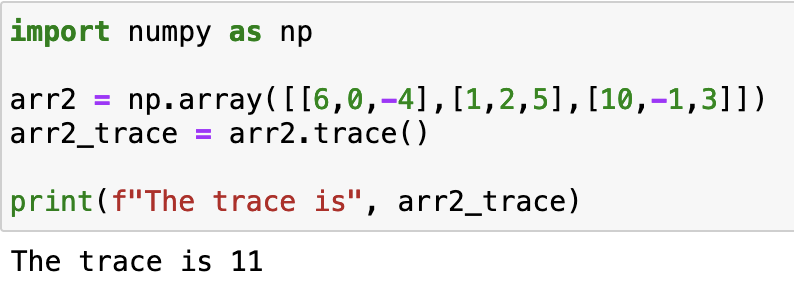 import numpy as np
arr2 = np.array([[6,0,-4],[1,2,5],[10,-1,3]])
arr2_trace = arr2.trace()
print(f"The trace is", arr2_trace)
The trace is 11